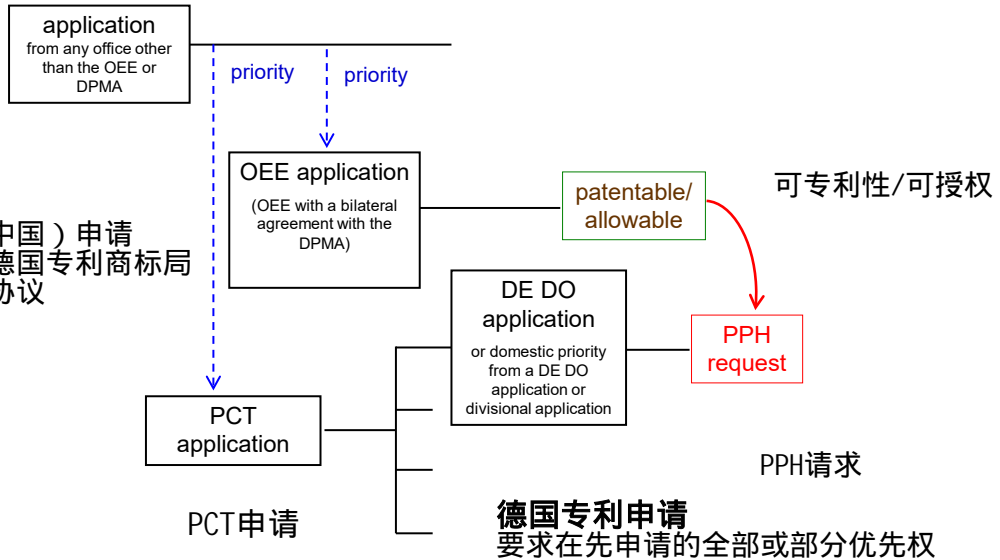 application
from any office other
than the OEE or
DPMA
priority
priority
OEE application
(OEE with a bilateral
agreement with the
DPMA)
patentable/
allowable
可专利性/可授权
中国）申请
德国专利商标局
协议
DE DO
application
or domestic priority
from a DE DO
application or
divisional application
PPH
request
PCT
application
PPH请求
PCT申请
德国专利申请
要求在先申请的全部或部分优先权